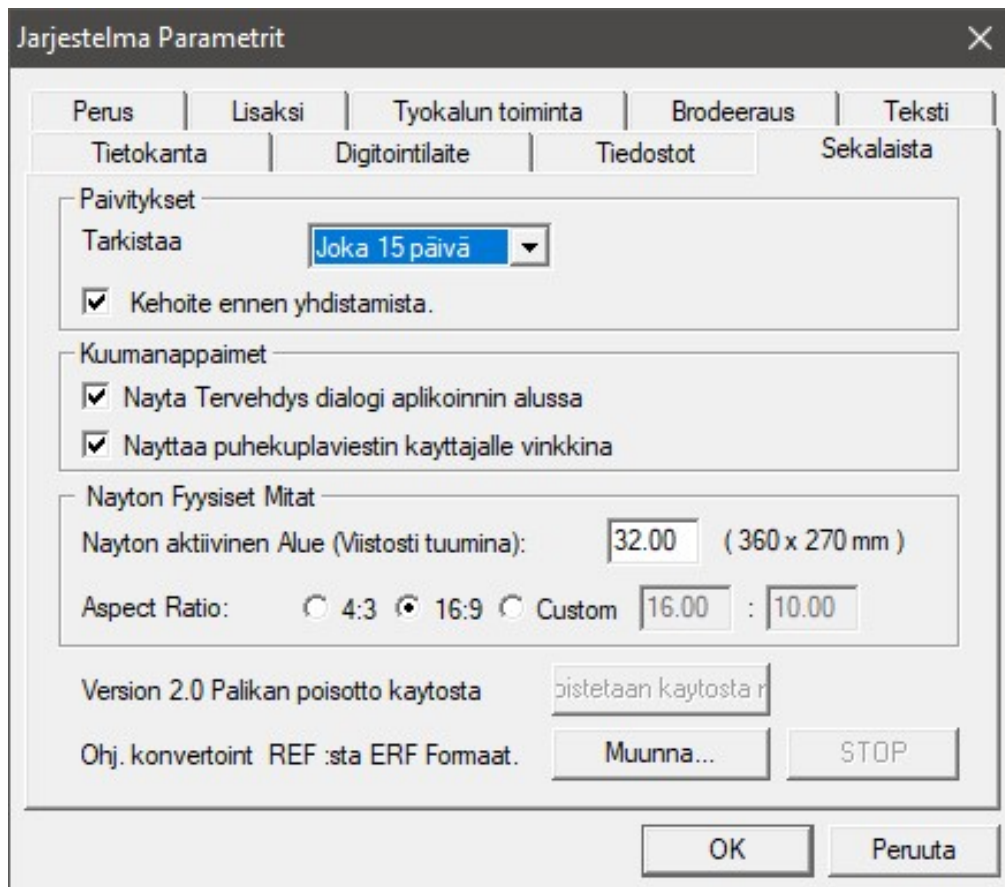 Jarjestelma Parametrit
Perus Lisaksi Tyokalun toiminta Brodeeraus Teksti
Tietokanta Digitointilaite Tiedostot Sekalaista
Paivitykset
Tarkistaa Joka 15 päivä
Kehoite ennen yhdistamista.
Kuumanappaimet
Nayta Tervehdys dialogi aplikoinnin alussa
Nayttaa puhekuplaviestin kayttajalle vinkkina
Nayton Fyysiset Mitat
Nayton aktiivinen Alue (Viistosti tuumina): 32.00 ( 360 x 270 mm )
Aspect Ratio: 4:3 16:9 Custom 16.00 : 10.00
Version 2.0 Palikan poisotto kaytosta oistetaan kaytosta r
Ohj. konvertoint REF :sta ERF Formaat. Muunna... STOP
OK Peruuta